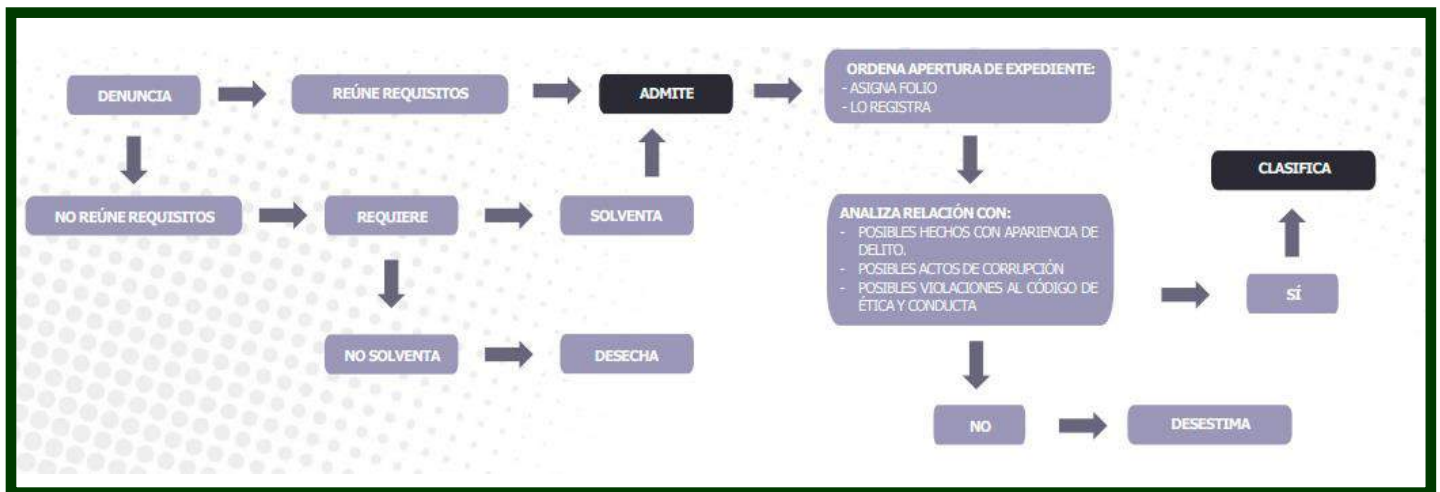 DENUNCIA
REÚNE REQUISITOS
ADMITE
ORDENA APERTURA DE EXPEDIENTE:
- ASIGNA FOLIO
- LO REGISTRA
CLASIFICA
NO REÚNE REQUISITOS
REQUIERE
SOLVENTA
ANALIZA RELACIÓN CON:
- POSIBLES HECHOS CON APARIENCIA DE
DELITO.
- POSIBLES ACTOS DE CORRUPCIÓN
- POSIBLES VIOLACIONES AL CÓDIGO DE
ÉTICA Y CONDUCTA
SÍ
NO SOLVENTA
DESECHA
NO
DESESTIMA